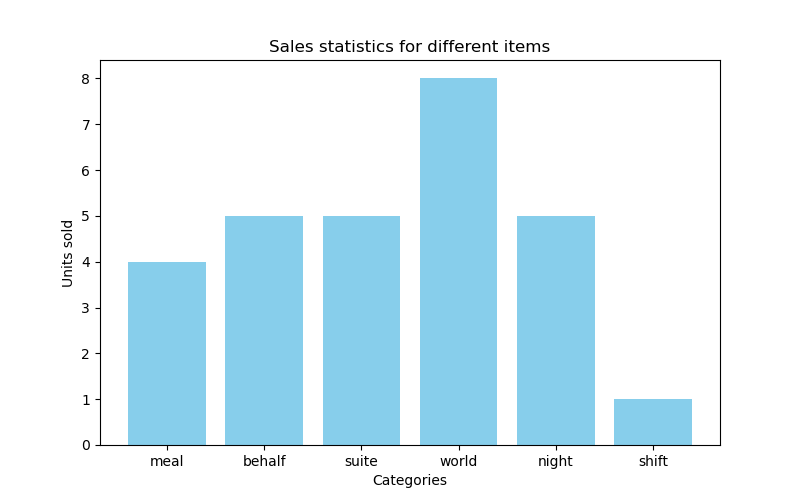 Sales statistics for different items
Units sold
8
7
6
5
4
3
2
1
0
meal behalf suite world night shift
Categories